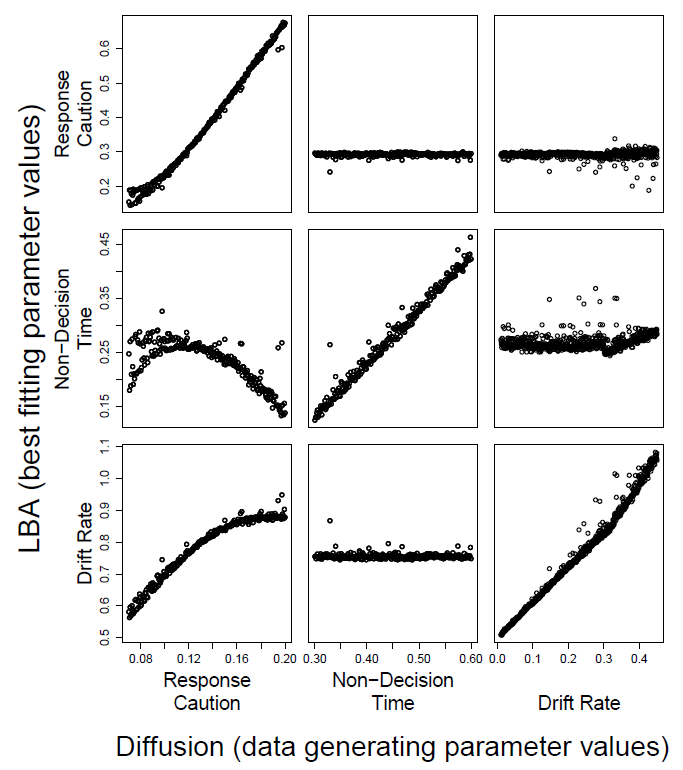 LBA (best fitting parameter values)
Response
Caution
0.2 0.3 0.4 0.5 0.6
Non−Decision
Time
0.15 0.25 0.35 0.45
Drift Rate
0.5 0.6 0.7 0.8 0.9 1.0 1.1
0.08 0.12 0.16 0.20
0.30 0.40 0.50 0.60
0.0 0.1 0.2 0.3 0.4
Response
Caution
Non−Decision
Time
Drift Rate
Diffusion (data generating parameter values)